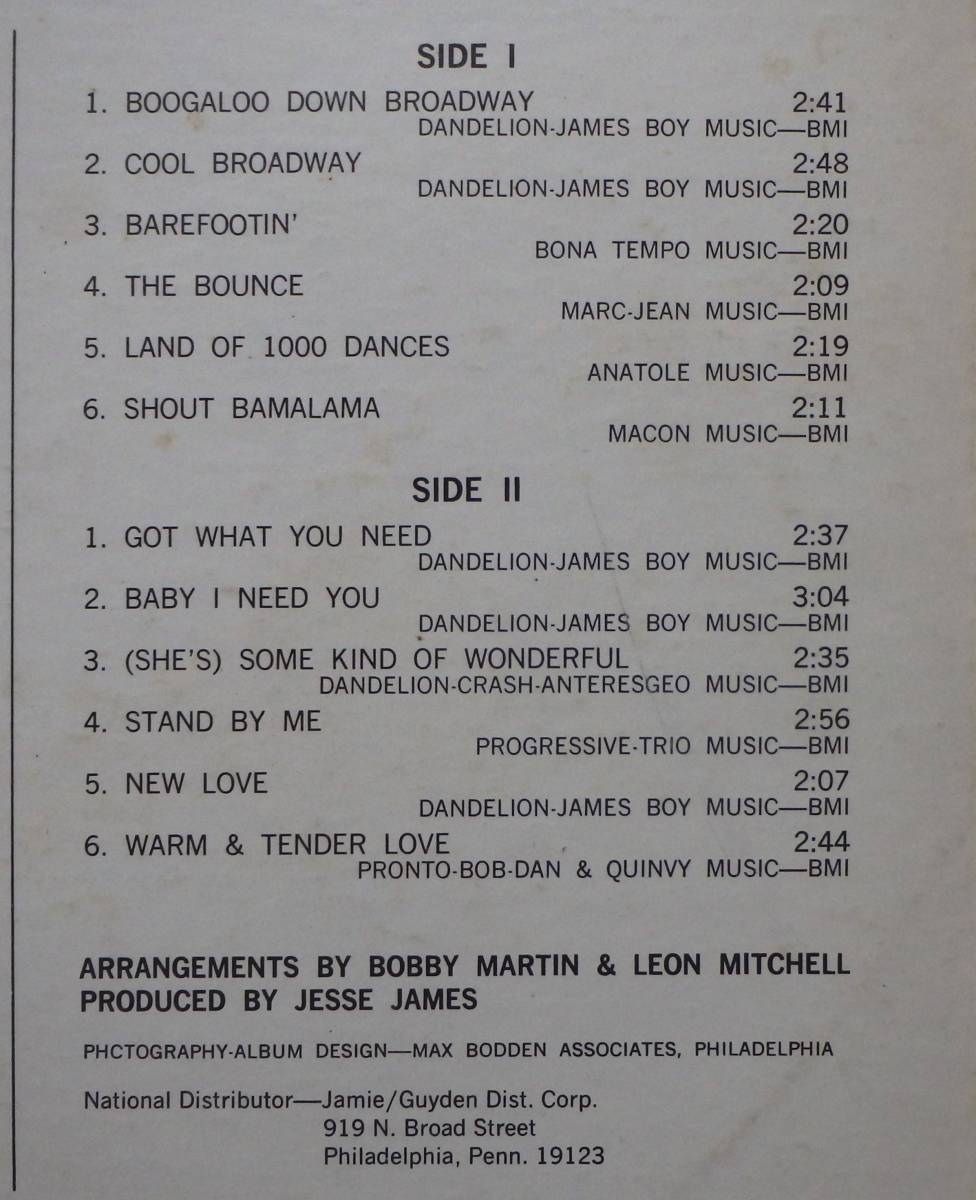 SIDE I
1. BOOGALOO DOWN BROADWAY 2:41
DANDELION-JAMES BOY MUSIC—BMI
2. COOL BROADWAY 2:48
DANDELION-JAMES BOY MUSIC—BMI
3. BAREFOOTIN' 2:20
BONA TEMPO MUSIC—BMI
4. THE BOUNCE 2:09
MARC-JEAN MUSIC—BMI
5. LAND OF 1000 DANCES 2:19
ANATOLE MUSIC—BMI
6. SHOUT BAMALAMA 2:11
MACON MUSIC—BMI
SIDE II
1. GOT WHAT YOU NEED 2:37
DANDELION-JAMES BOY MUSIC—BMI
2. BABY I NEED YOU 3:04
DANDELION-JAMES BOY MUSIC—BMI
3. (SHE'S) SOME KIND OF WONDERFUL 2:35
DANDELION-CRASH-ANTERESGEO MUSIC—BMI
4. STAND BY ME 2:56
PROGRESSIVE-TRIO MUSIC—BMI
5. NEW LOVE 2:07
DANDELION-JAMES BOY MUSIC—BMI
6. WARM & TENDER LOVE 2:44
PRONTO-BOB-DAN & QUINVY MUSIC—BMI
ARRANGEMENTS BY BOBBY MARTIN & LEON MITCHELL
PRODUCED BY JESSE JAMES
PHCTOGRAPHY-ALBUM DESIGN—MAX BODDEN ASSOCIATES, PHILADELPHIA
National Distributor—Jamie/Guyden Dist. Corp.
919 N. Broad Street
Philadelphia, Penn. 19123